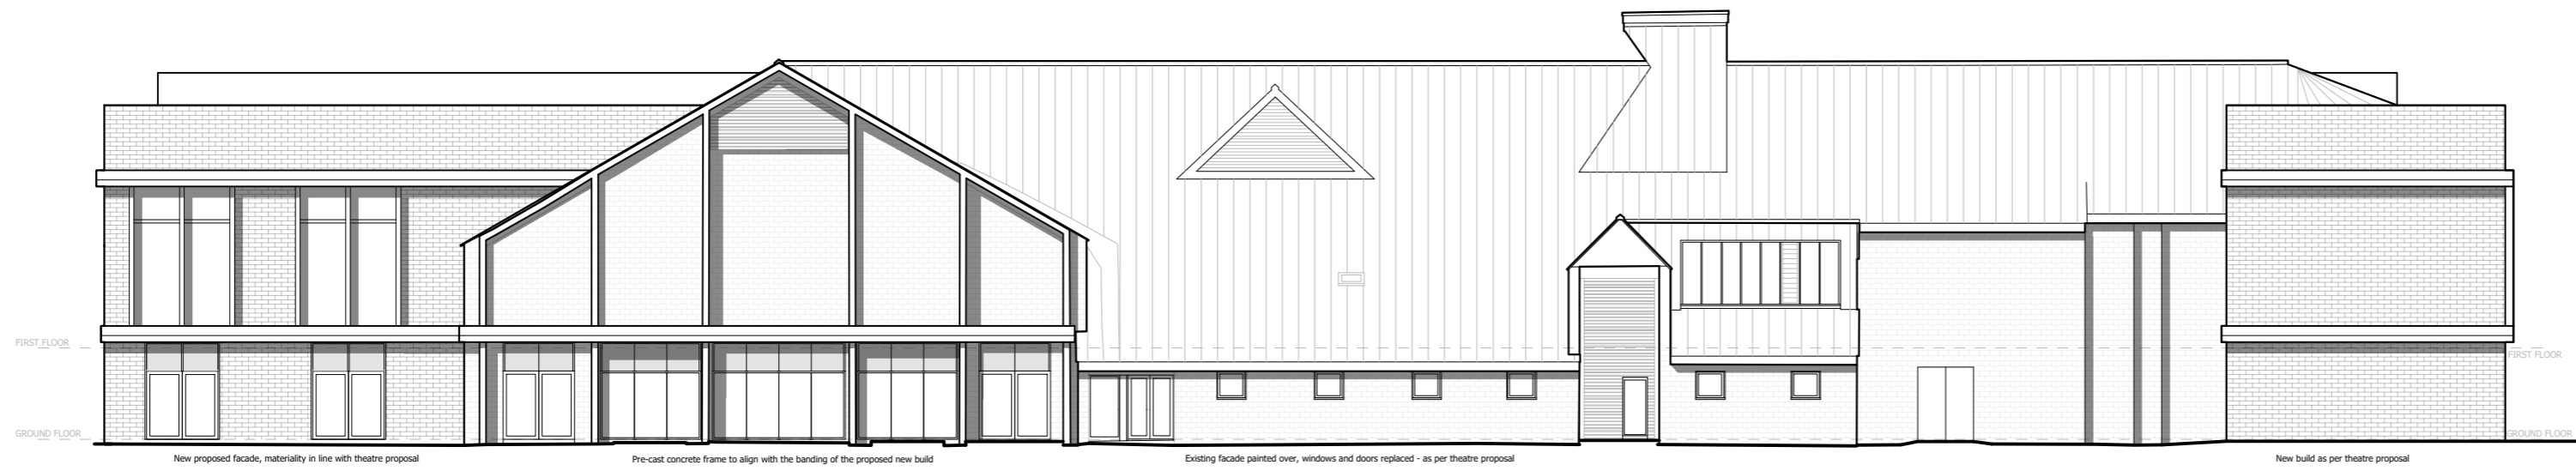 FIRST FLOOR
FIRST FLOOR
GROUND FLOOR
GROUND FLOOR
New proposed facade, materiality in line with theatre proposal
Pre-cast concrete frame to align with the banding of the proposed new build
Existing facade painted over, windows and doors replaced - as per theatre proposal
New build as per theatre proposal